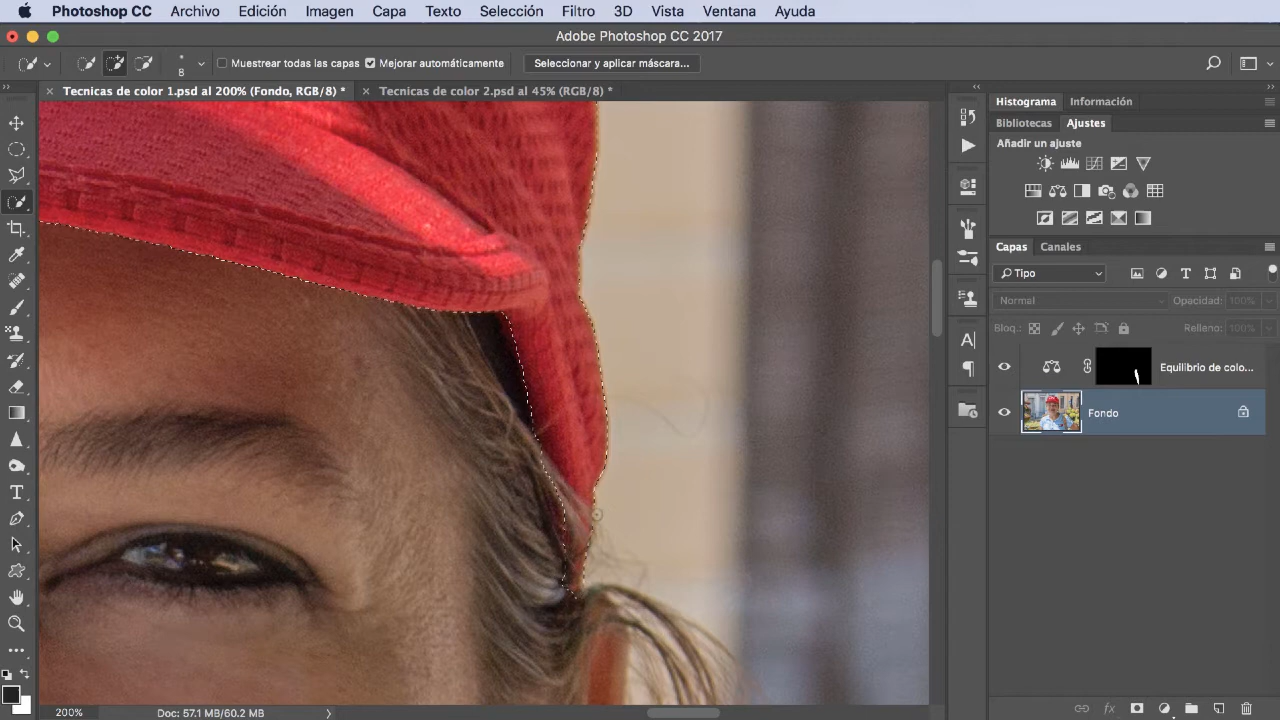 Photoshop CC Archivo Edición Imagen Capa Texto Selección Filtro 3D Vista Ventana Ayuda
Adobe Photoshop CC 2017
8 Muestrear todas las capas Mejorar automáticamente Seleccionar y aplicar máscara...
Tecnicas de color 1.psd al 200% (Fondo, RGB/8) * Tecnicas de color 2.psd al 45% (RGB/8) *
Histograma Información
Bibliotecas Ajustes
Añadir un ajuste
Capas Canales
Tipo
Normal Opacidad: 100%
Bloq.: Relleno: 100%
Equilibrio de colo...
Fondo
200% Doc: 57.1 MB/60.2 MB